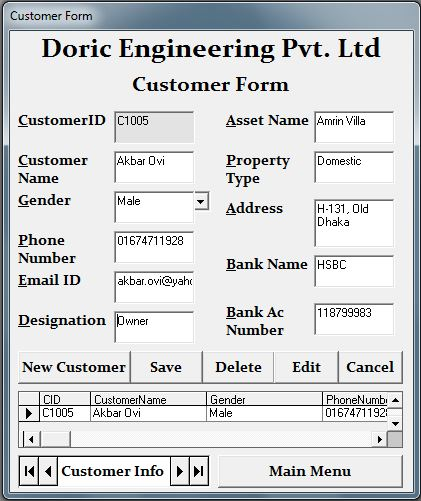 Customer Form
Doric Engineering Pvt. Ltd
Customer Form
CustomerID C1005
Asset Name Amrin Villa
Customer Name Akbar Ovi
Property Type Domestic
Gender Male
Address H-131, Old
Dhaka
Phone Number 01674711928
Email ID akbar.ovi@yaho
Bank Name HSBC
Designation Owner
Bank Ac Number 118799983
New Customer Save Delete Edit Cancel
CID CustomerName Gender PhoneNumbe
C1005 Akbar Ovi Male 01674711928
Customer Info Main Menu